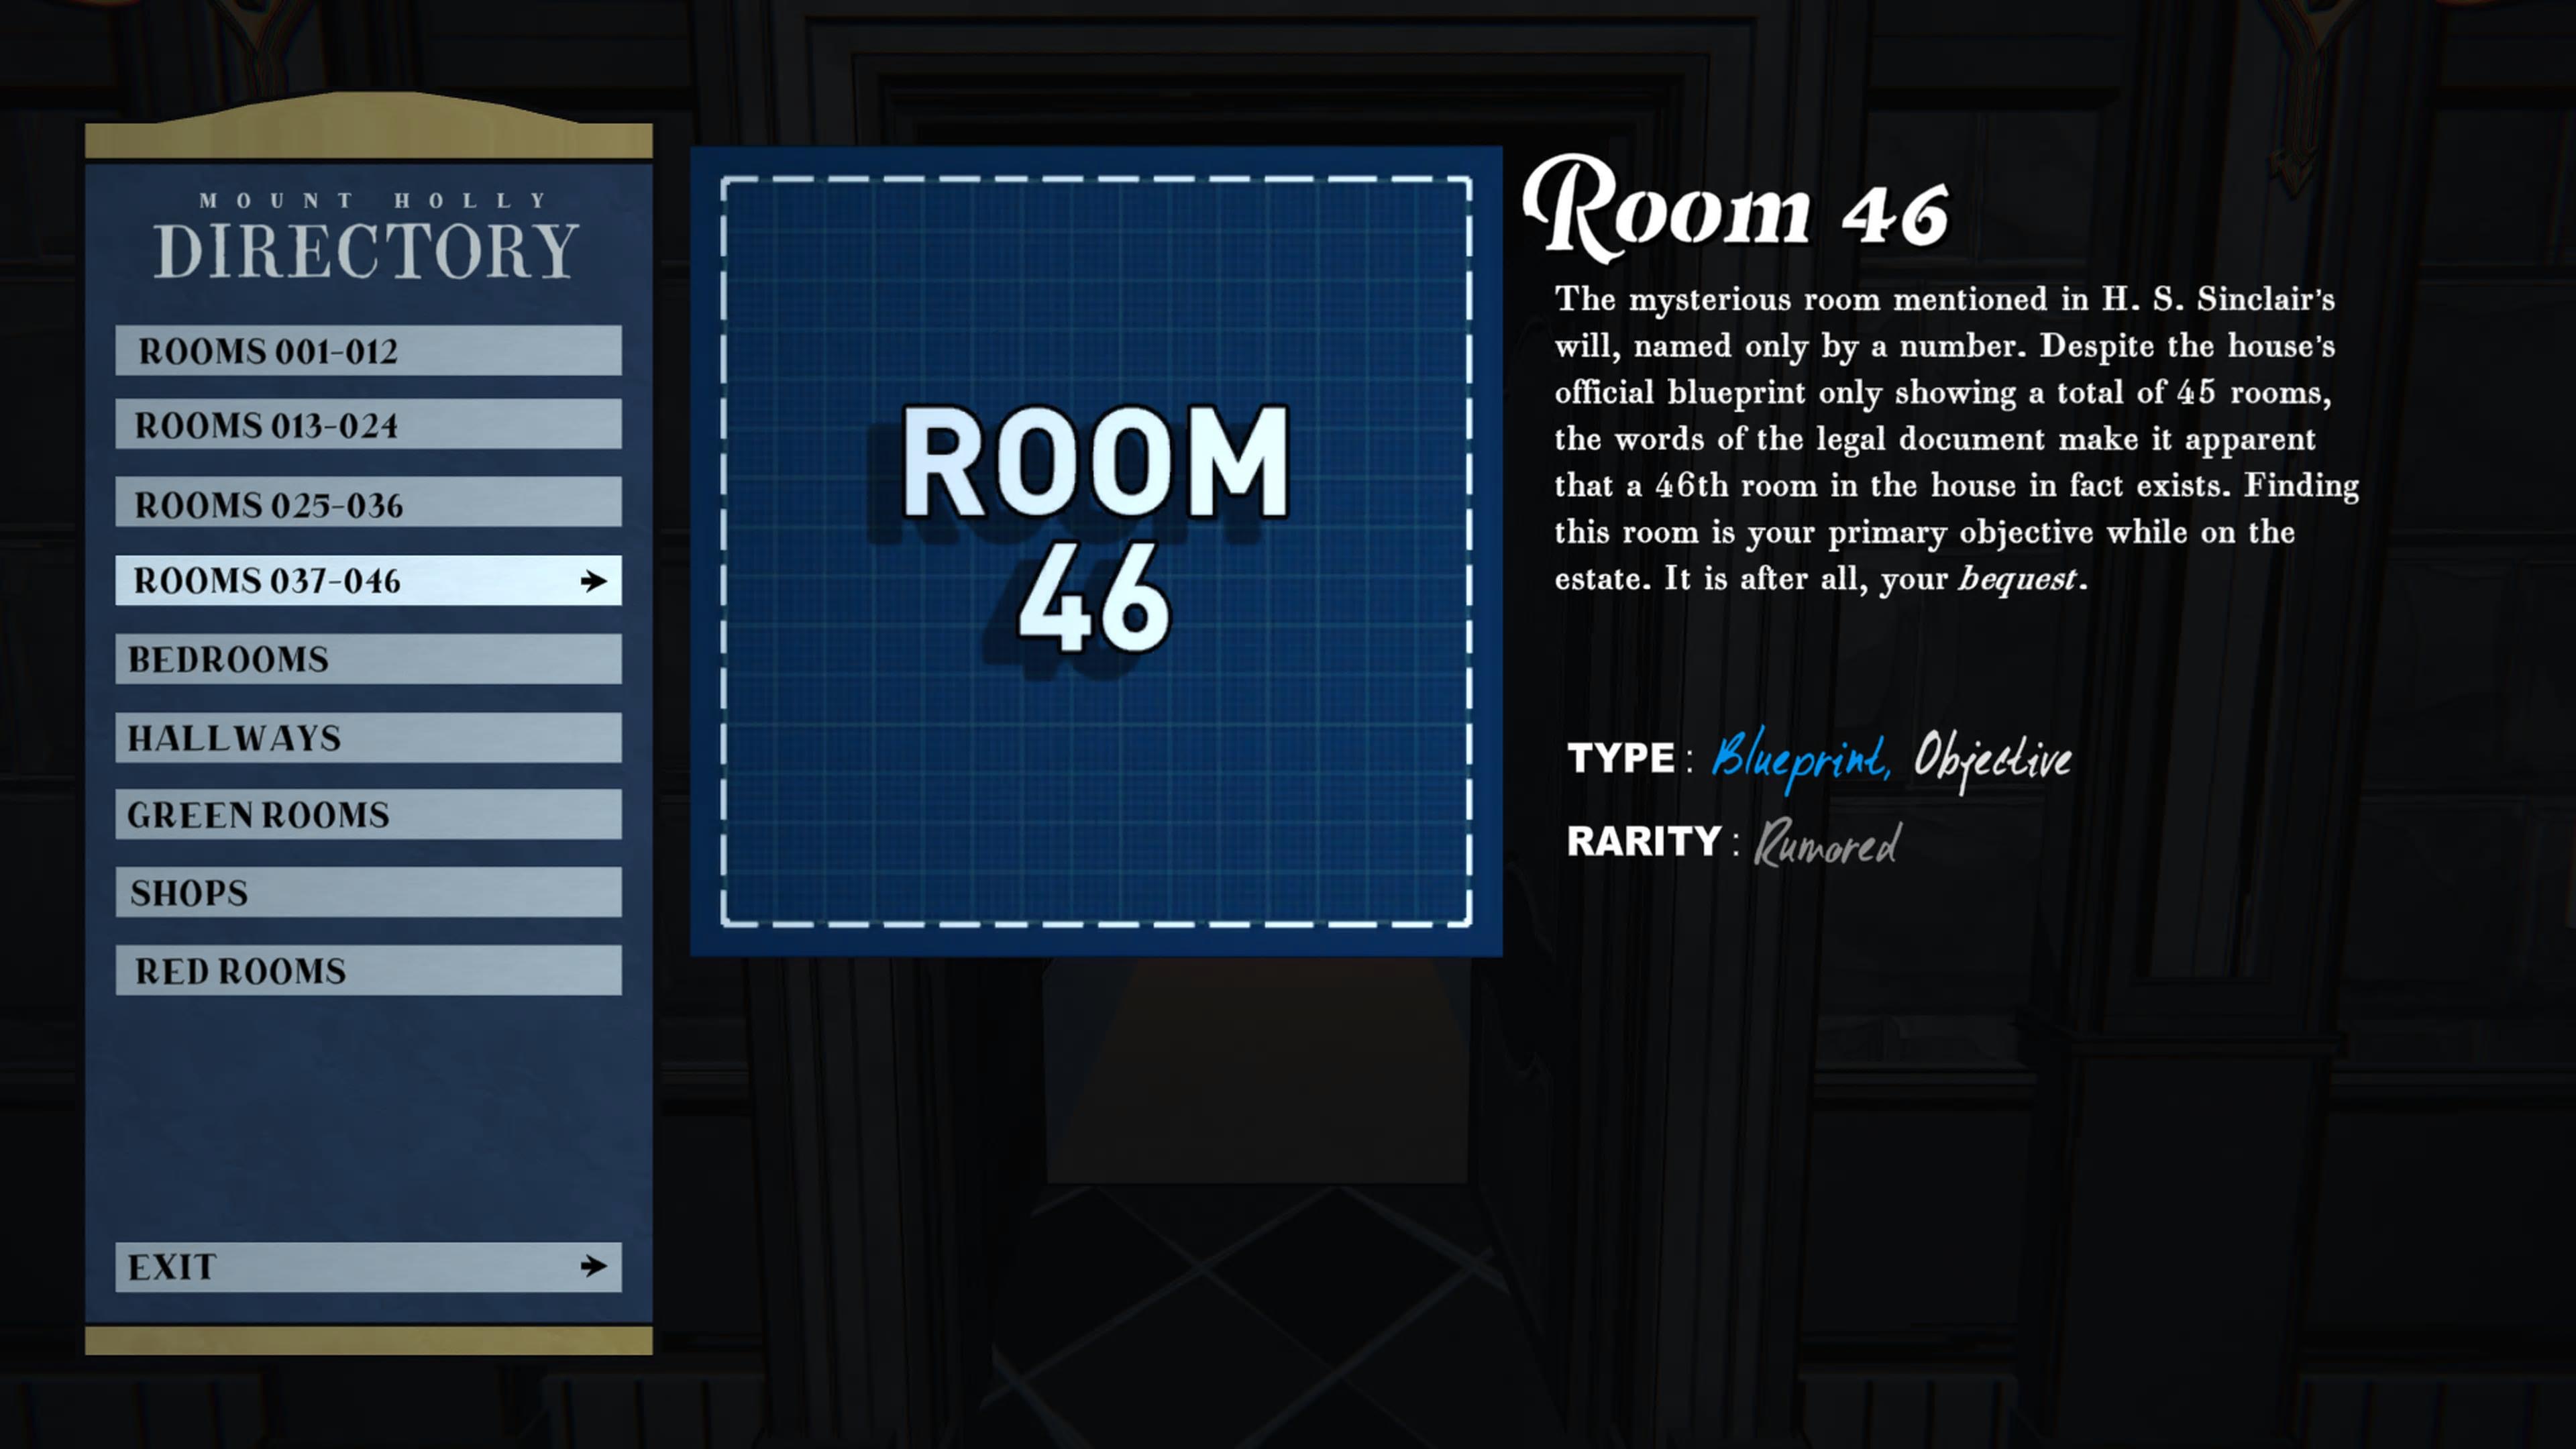 MOUNT HOLLY
DIRECTORY
ROOMS 001-012
ROOMS 013-024
ROOMS 025-036
ROOMS 037-046
BEDROOMS
HALLWAYS
GREEN ROOMS
SHOPS
RED ROOMS
EXIT
ROOM
46
Room 46
The mysterious room mentioned in H. S. Sinclair's
will, named only by a number. Despite the house's
official blueprint only showing a total of 45 rooms,
the words of the legal document make it apparent
that a 46th room in the house in fact exists. Finding
this room is your primary objective while on the
estate. It is after all, your bequest.
TYPE : Blueprint, Objective
RARITY : Rumored